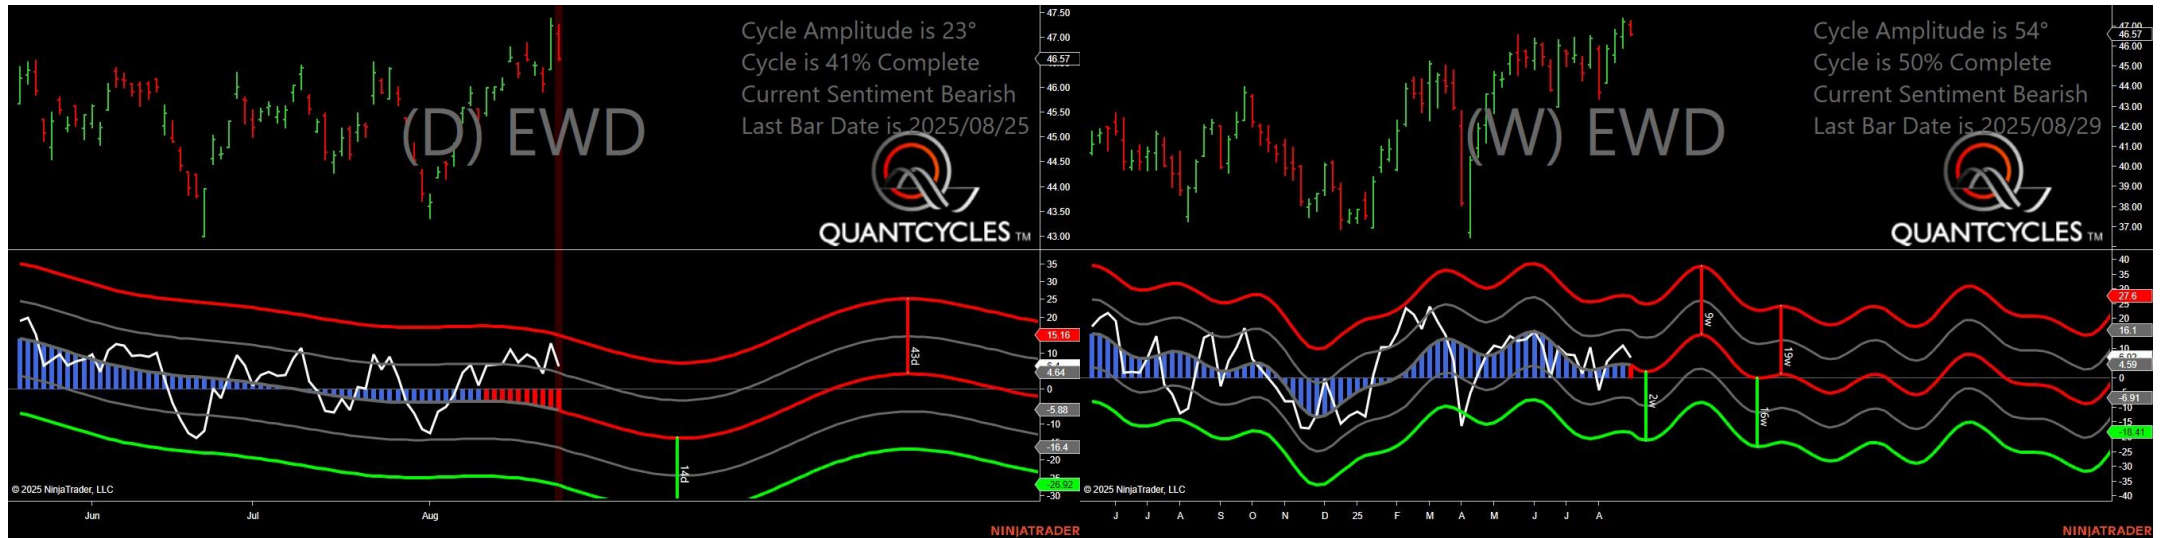 Cycle Amplitude is 23°
Cycle is 41% Complete
Current Sentiment Bearish
Last Bar Date is 2025/08/25
(D) EWD
QUANTCYCLES TM
47.50
47.00
46.57
46.00
45.50
45.00
44.50
44.00
43.50
43.00
35
30
25
20
15.16
10
4.64
0
-5.88
-10
-16.4
-20
-26.92
-30
43d
14d
© 2025 NinjaTrader, LLC
Jun
Jul
Aug
NINJATRADER
Cycle Amplitude is 54°
Cycle is 50% Complete
Current Sentiment Bearish
Last Bar Date is 2025/08/29
(W) EWD
QUANTCYCLES TM
47.00
46.57
46.00
45.00
44.00
43.00
42.00
41.00
40.00
39.00
38.00
37.00
40
35
27.6
25
20
16.1
10
6.02
4.59
0
-6.91
-10
-15
-18.41
-25
-30
-35
-40
9w
19w
2w
16w
© 2025 NinjaTrader, LLC
J
J
A
S
O
N
D
25
F
M
A
M
J
J
A
NINJATRADER